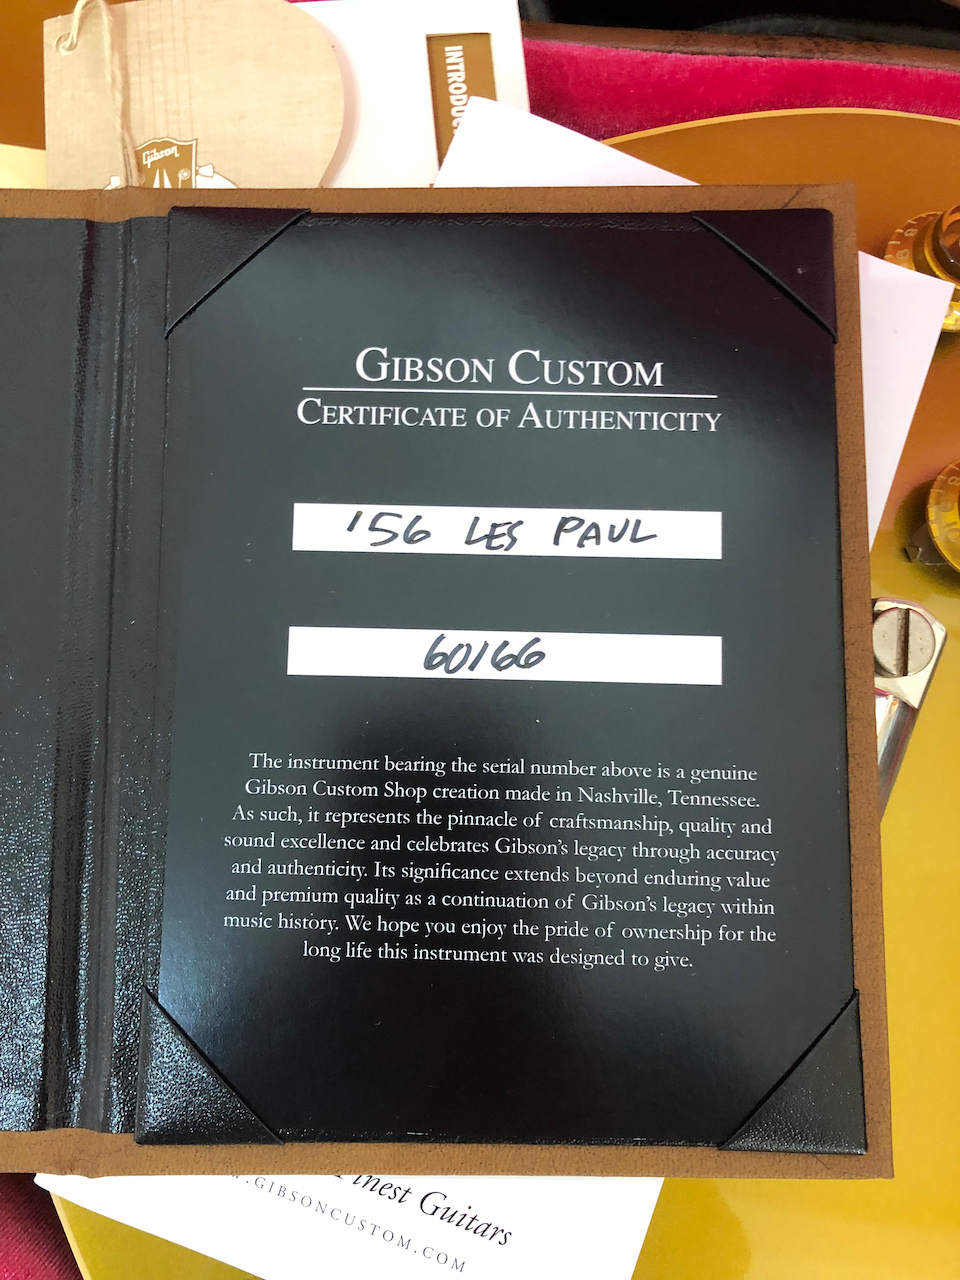 Gibson
INTRODUC
GIBSON CUSTOM
CERTIFICATE OF AUTHENTICITY
'56 LES PAUL
60166
The instrument bearing the serial number above is a genuine
Gibson Custom Shop creation made in Nashville, Tennessee.
As such, it represents the pinnacle of craftsmanship, quality and
sound excellence and celebrates Gibson's legacy through accuracy
and authenticity. Its significance extends beyond enduring value
and premium quality as a continuation of Gibson's legacy within
music history. We hope you enjoy the pride of ownership for the
long life this instrument was designed to give.
Finest Guitars
WWW.GIBSONCUSTOM.COM